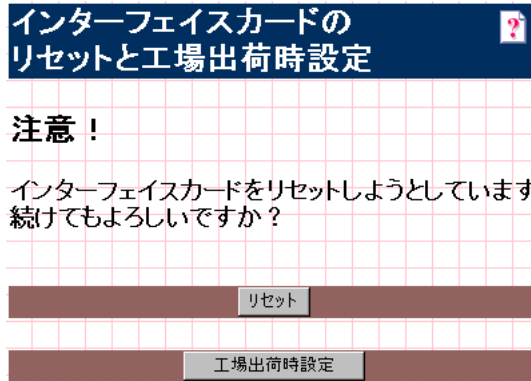 インターフェイスカードの
リセットと工場出荷時設定
?
注意！
インターフェイスカードをリセットしようとしています
続けてもよろしいですか？
リセット
工場出荷時設定